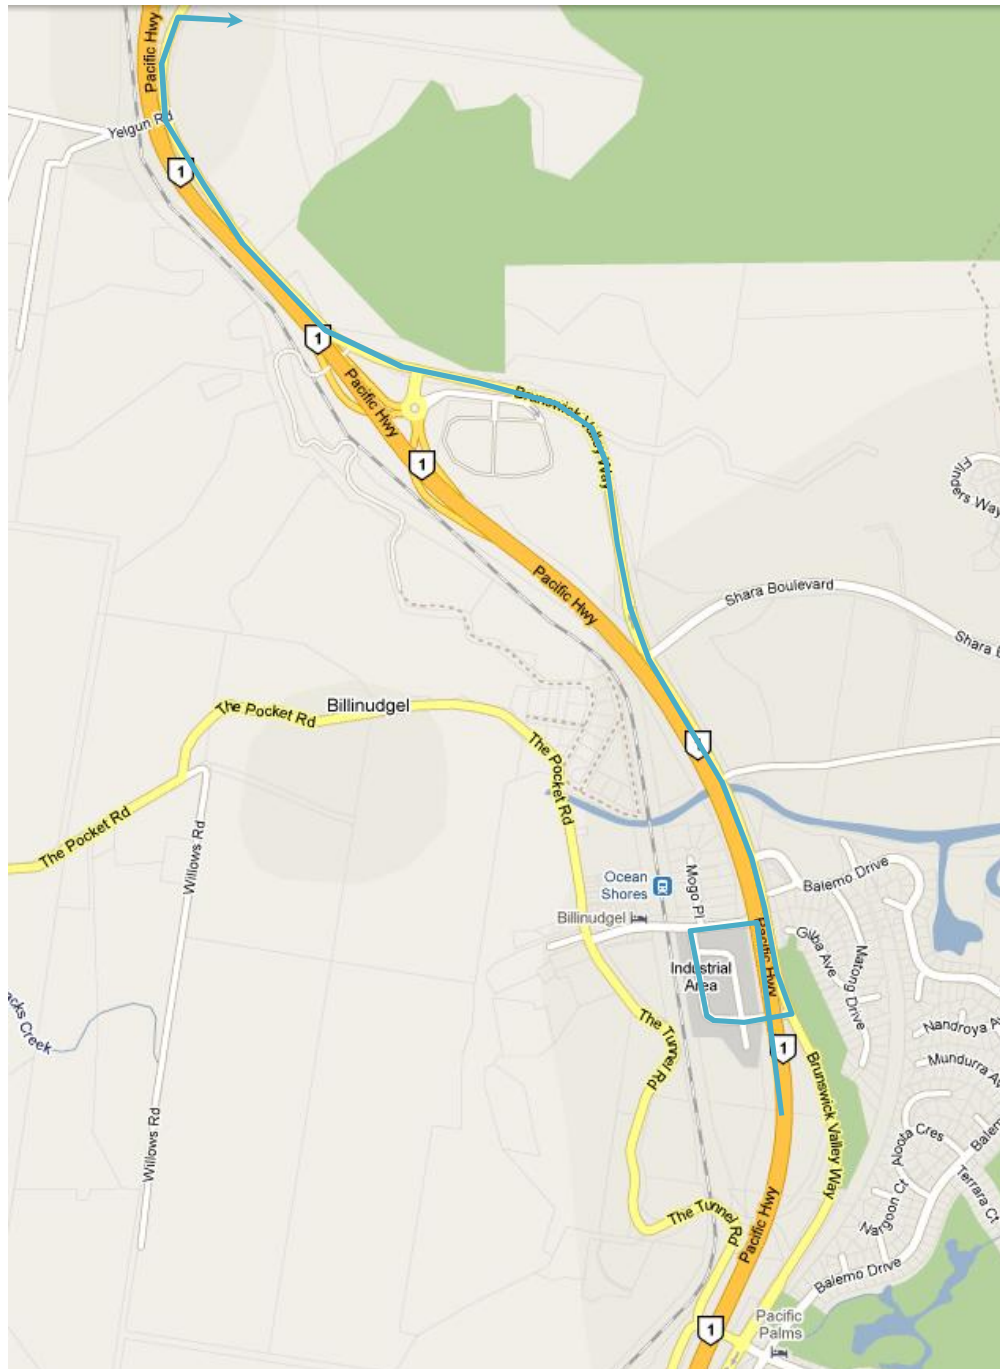 Pacific Hwy
Yelgun Rd
1
1
Pacific Hwy
Brunswick Valley
Way
1
Flinders Way
Pacific Hwy
Shara Boulevard
Shara B
The Pocket Rd
Billinudgel
The Pocket Rd
The Pocket Rd
Willows Rd
Ocean
Shores
Mogo Pl
Balemo Drive
Billinudgel
Gilba Ave
Pacific Hwy
Matong Drive
Industrial
Area
acks Creek
The Tunnel Rd
1
Nandroya A
Brunswick Valley Way
Mundurra Av
Willows Rd
Aloota Cres
Balem
Terrara Ct
Nargoon Ct
The Tunnel Rd
Pacific Hwy
Balemo Drive
1
Pacific
Palms